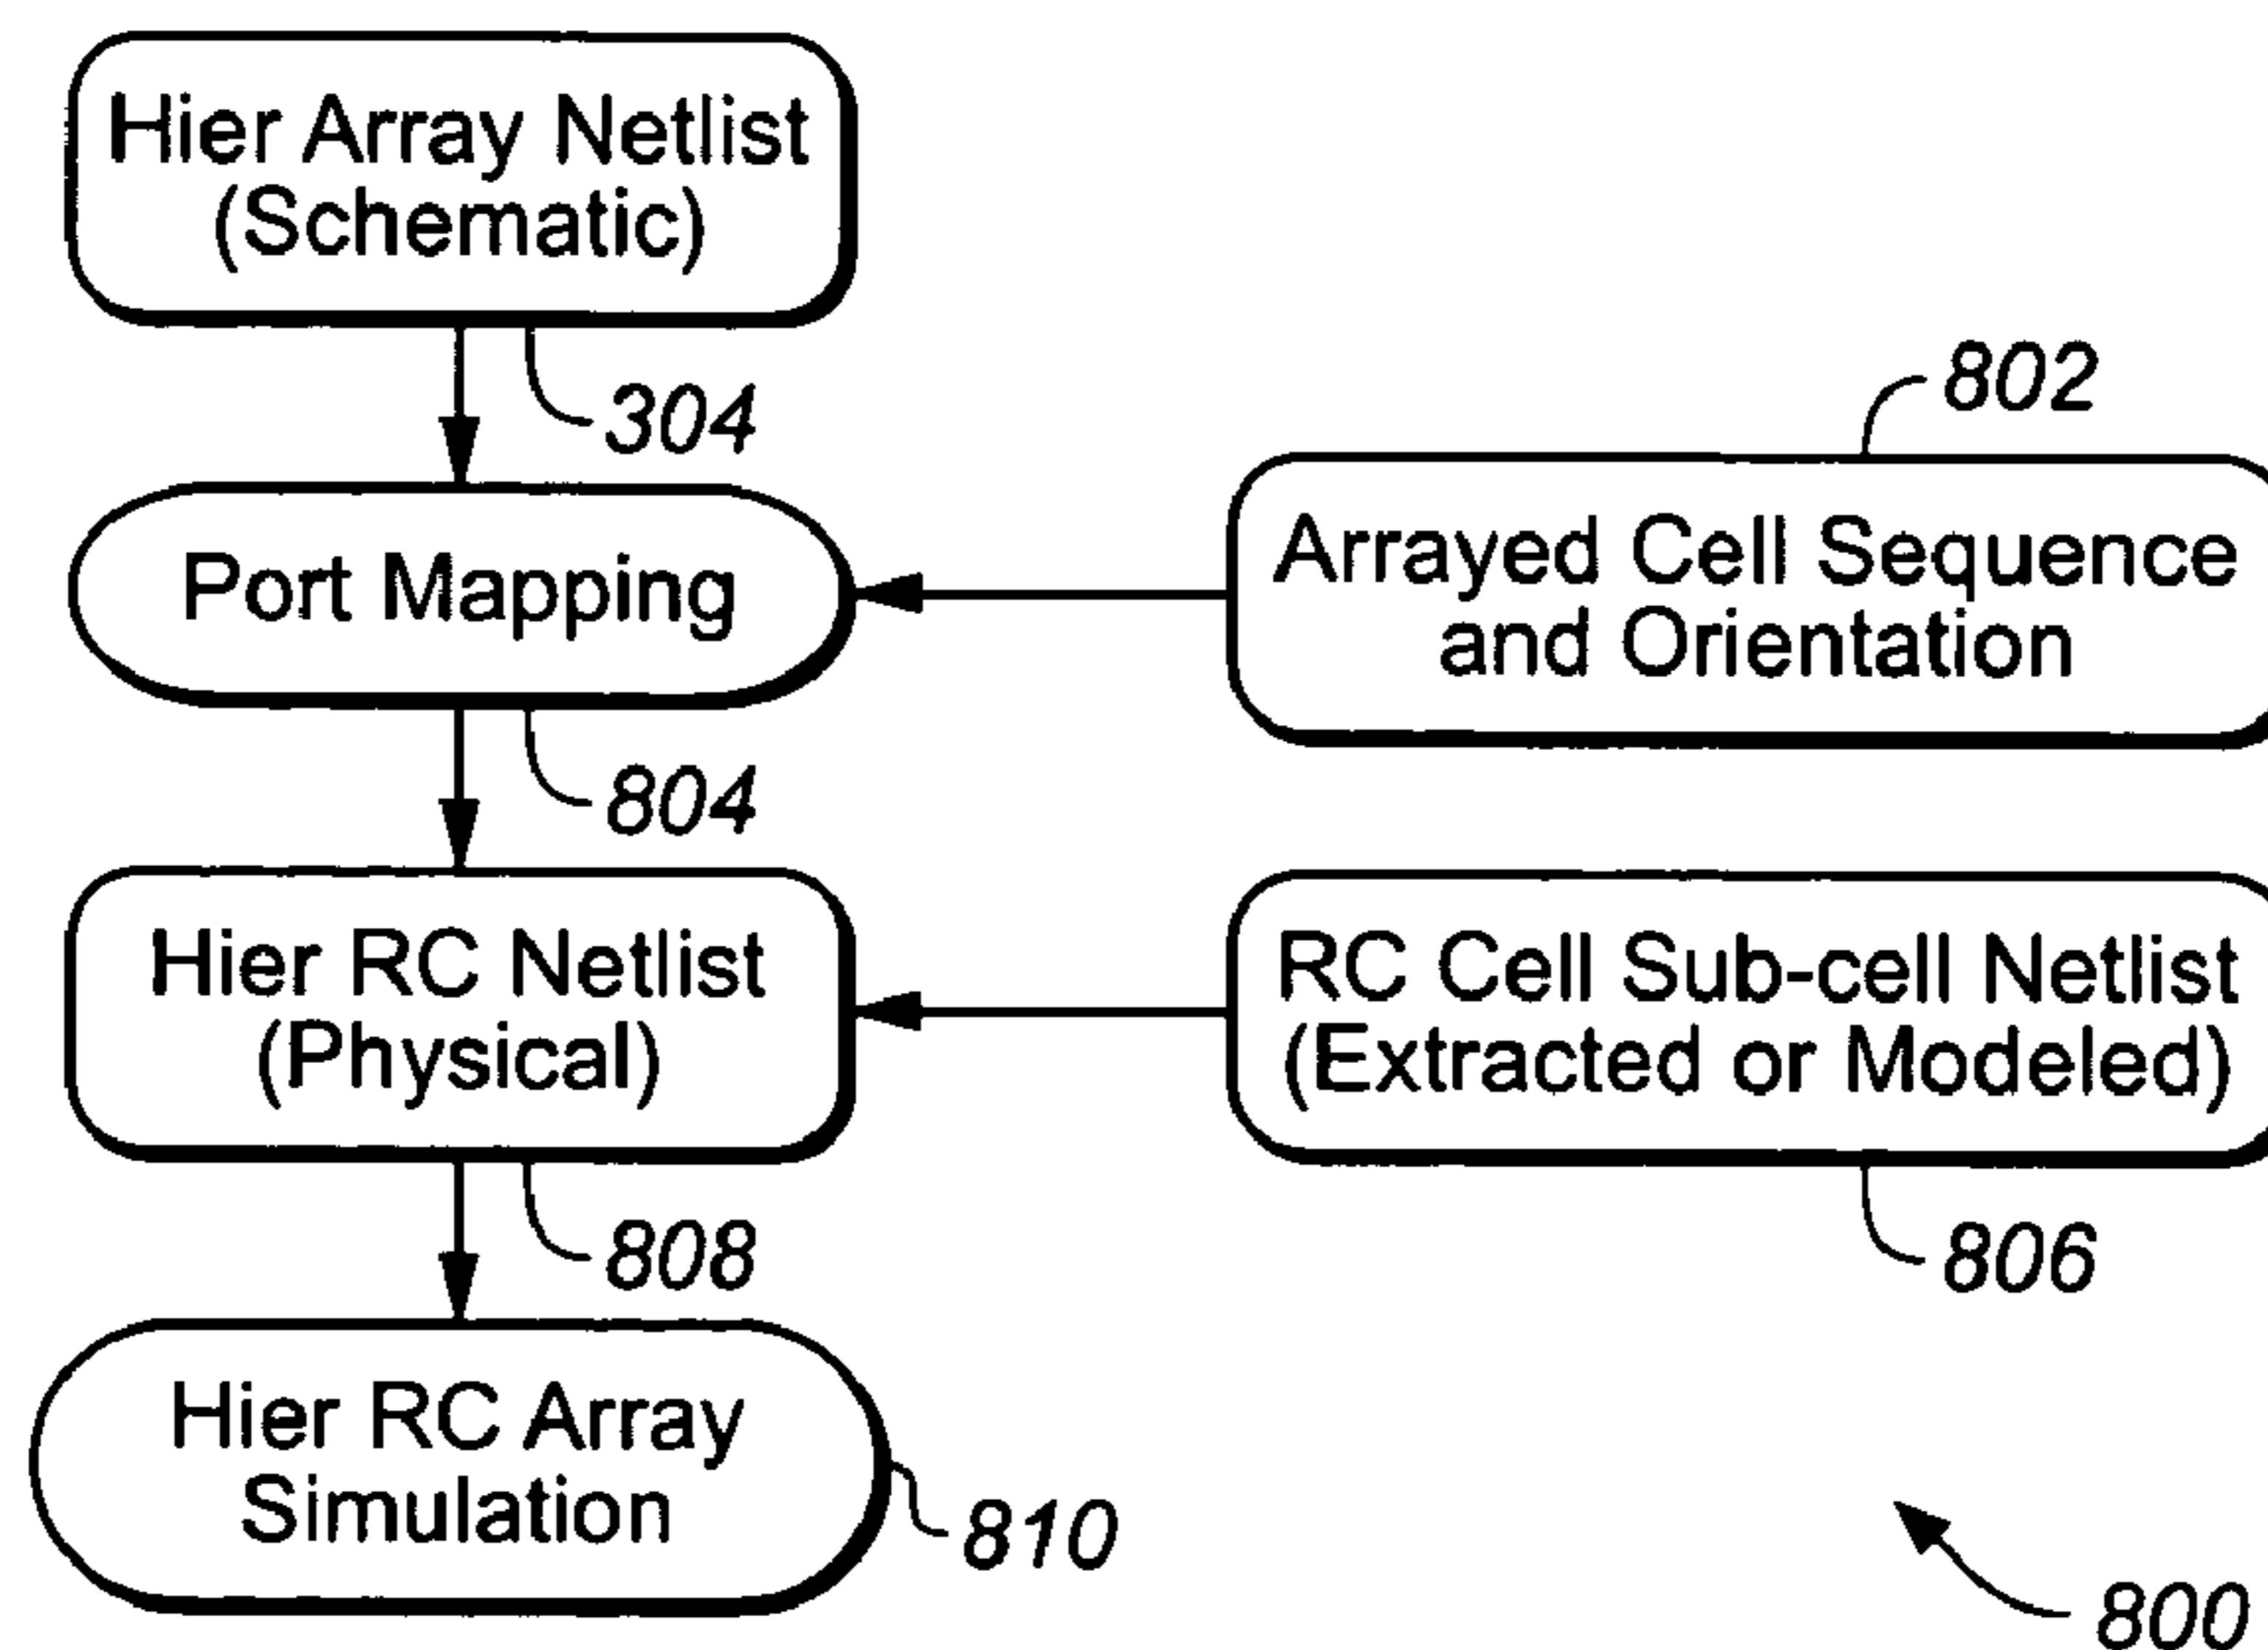 Hier Array Netlist
(Schematic)
304
802
Port Mapping
Arrayed Cell Sequence
and Orientation
804
Hier RC Netlist
(Physical)
RC Cell Sub-cell Netlist
(Extracted or Modeled)
808
806
Hier RC Array
Simulation
810
800